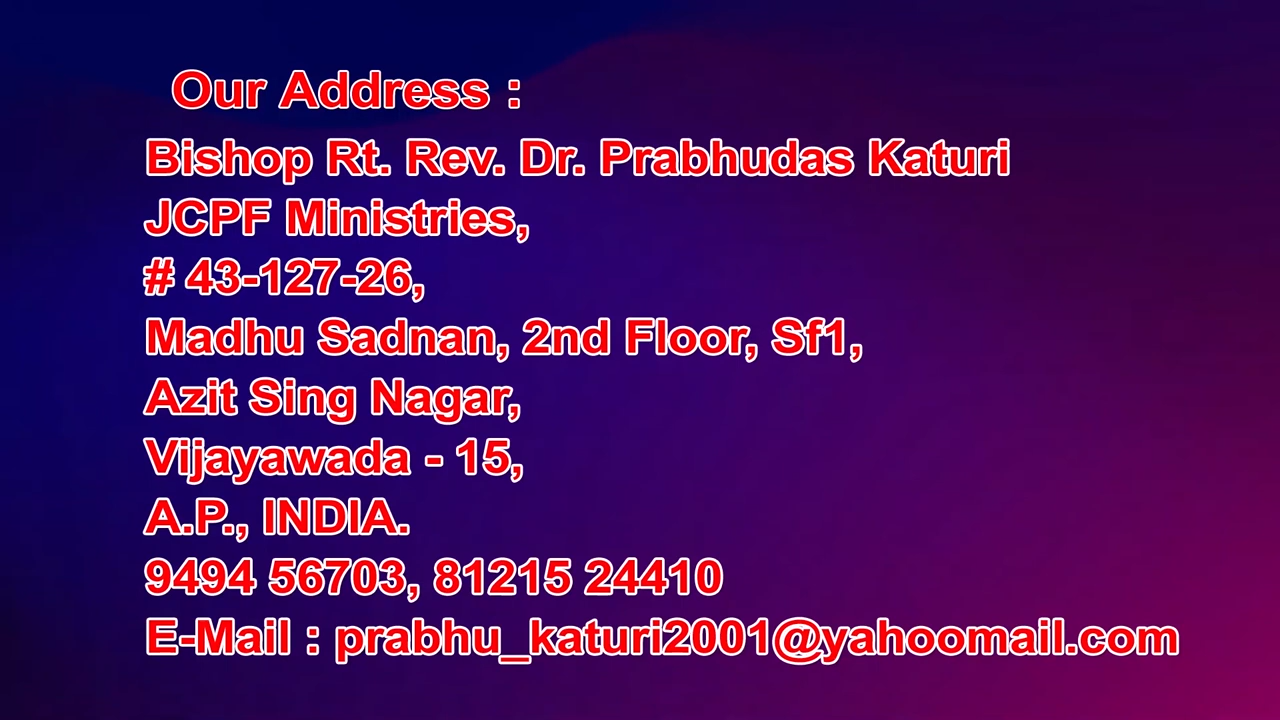 Our Address :
Bishop Rt. Rev. Dr. Prabhudas Katuri
JCPF Ministries,
# 43-127-26,
Madhu Sadnan, 2nd Floor, Sf1,
Azit Sing Nagar,
Vijayawada - 15,
A.P., INDIA.
9494 56703, 81215 24410
E-Mail : prabhu_katuri2001@yahoomail.com